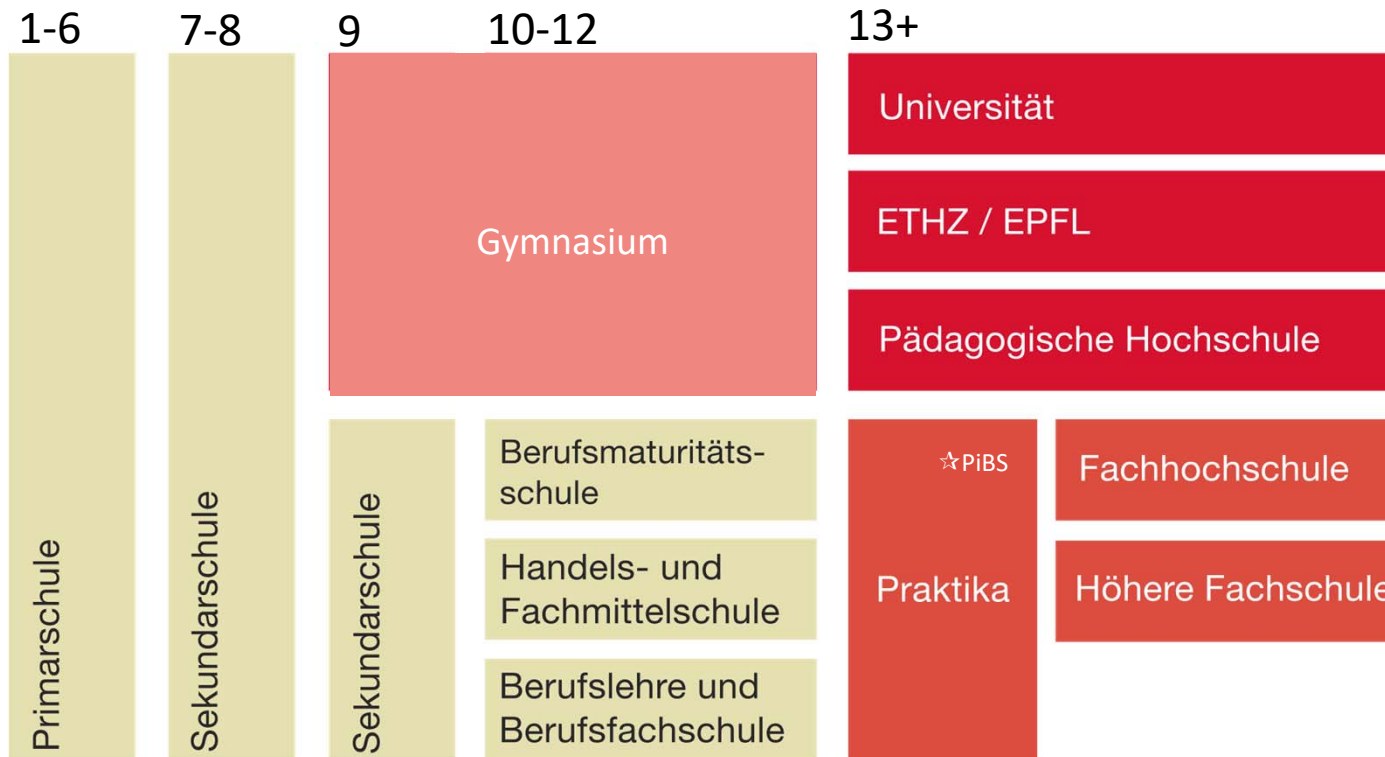 1-6
7-8
9
10-12
13+
Primarschule
Sekundarschule
Gymnasium
Sekundarschule
Berufsmaturitäts-
schule
Handels- und
Fachmittelschule
Berufslehre und
Berufsfachschule
Universität
ETHZ / EPFL
Pädagogische Hochschule
☆PiBS
Praktika
Fachhochschule
Höhere Fachschule